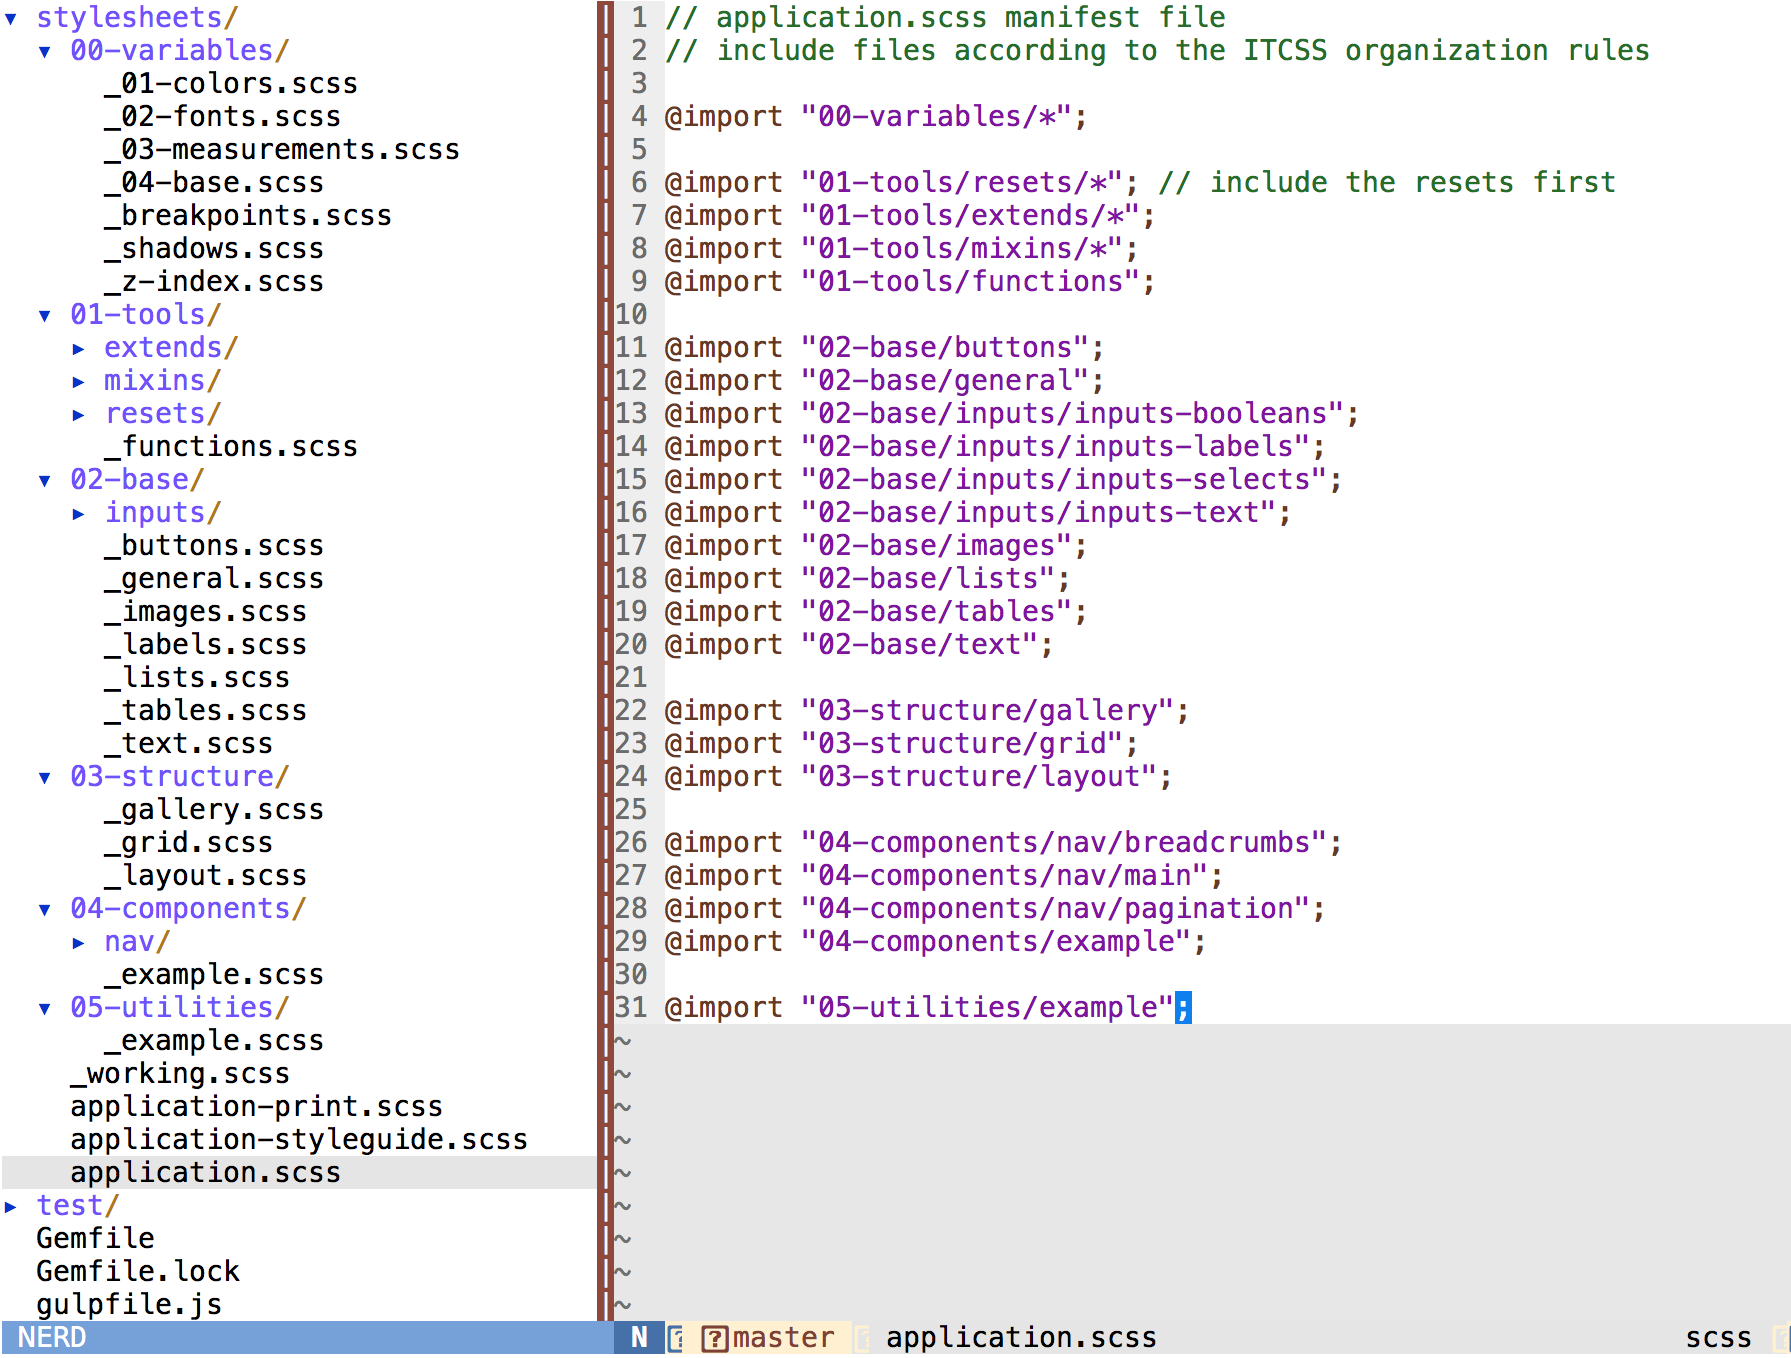 ▾ stylesheets/
▾ 00-variables/
_01-colors.scss
_02-fonts.scss
_03-measurements.scss
_04-base.scss
_breakpoints.scss
_shadows.scss
_z-index.scss
▾ 01-tools/
▸ extends/
▸ mixins/
▸ resets/
_functions.scss
▾ 02-base/
▸ inputs/
_buttons.scss
_general.scss
_images.scss
_labels.scss
_lists.scss
_tables.scss
_text.scss
▾ 03-structure/
_gallery.scss
_grid.scss
_layout.scss
▾ 04-components/
▸ nav/
_example.scss
▾ 05-utilities/
_example.scss
_working.scss
application-print.scss
application-styleguide.scss
application.scss
▸ test/
Gemfile
Gemfile.lock
gulpfile.js
NERD
1 // application.scss manifest file
2 // include files according to the ITCSS organization rules
3
4 @import "00-variables/*";
5
6 @import "01-tools/resets/*"; // include the resets first
7 @import "01-tools/extends/*";
8 @import "01-tools/mixins/*";
9 @import "01-tools/functions";
10
11 @import "02-base/buttons";
12 @import "02-base/general";
13 @import "02-base/inputs/inputs-booleans";
14 @import "02-base/inputs/inputs-labels";
15 @import "02-base/inputs/inputs-selects";
16 @import "02-base/inputs/inputs-text";
17 @import "02-base/images";
18 @import "02-base/lists";
19 @import "02-base/tables";
20 @import "02-base/text";
21
22 @import "03-structure/gallery";
23 @import "03-structure/grid";
24 @import "03-structure/layout";
25
26 @import "04-components/nav/breadcrumbs";
27 @import "04-components/nav/main";
28 @import "04-components/nav/pagination";
29 @import "04-components/example";
30
31 @import "05-utilities/example";
~
~
~
~
~
~
~
~
~
N master application.scss scss